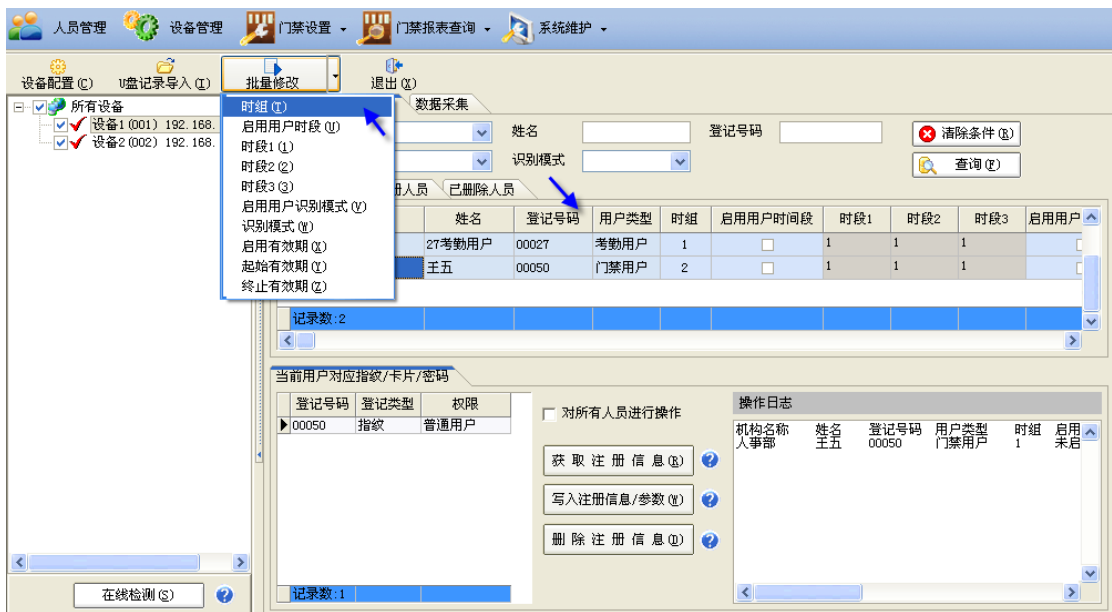 人员管理 设备管理 门禁设置 门禁报表查询 系统维护
设备配置(C) U盘记录导入(I) 批量修改 退出(X)
所有设备
设备1(001) 192.168.
设备2(002) 192.168.
时组(T)
启用用户时段(U)
时段1(1)
时段2(2)
时段3(3)
启用用户识别模式(V)
识别模式(W)
启用有效期(X)
起始有效期(Y)
终止有效期(Z)
数据采集
姓名 登记号码 清除条件(R)
识别模式 查询(F)
册人员 已删除人员
姓名 登记号码 用户类型 时组 启用用户时间段 时段1 时段2 时段3 启用用户
27考勤用户 00027 考勤用户 1 1 1 1
王五 00050 门禁用户 2 1 1 1
记录数:2
当前用户对应指纹/卡片/密码
登记号码 登记类型 权限
00050 指纹 普通用户
记录数:1
对所有人员进行操作
获取注册信息(R)
写入注册信息/参数(W)
删除注册信息(D)
操作日志
机构名称 姓名 登记号码 用户类型 时组 启用
人事部 王五 00050 门禁用户 1 未启
在线检测(S)